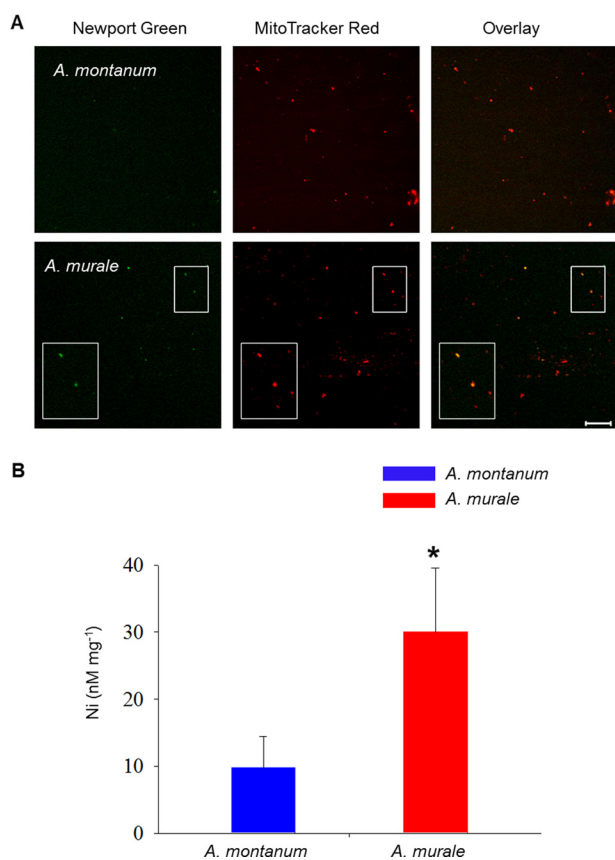 A
Newport Green MitoTracker Red Overlay
A. montanum
A. murale
B
A. montanum
A. murale
*
40
30
20
10
0
Ni (nM mg⁻¹)
A. montanum A. murale